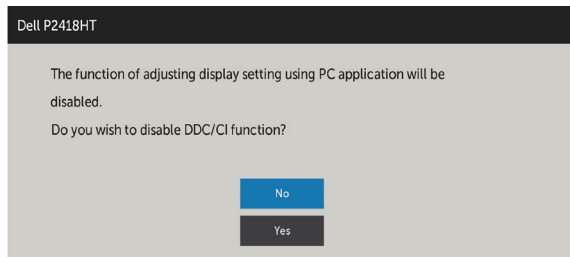 Dell P2418HT
The function of adjusting display setting using PC application will be
disabled.
Do you wish to disable DDC/CI function?
No
Yes